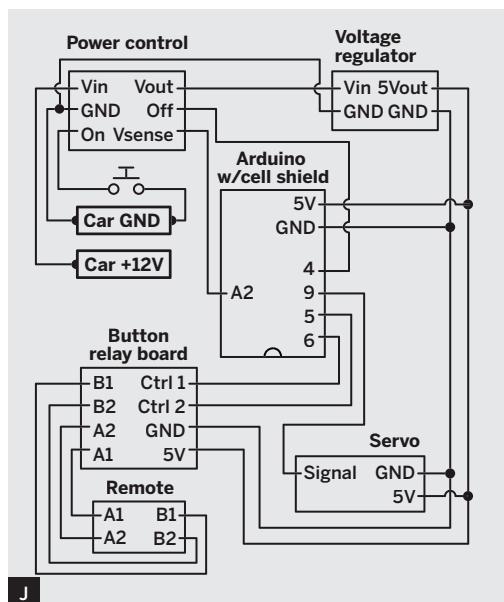 Power control
Vin Vout
GND Off
On Vsense
Voltage
regulator
Vin 5Vout
GND GND
Car GND
Car +12V
Arduino
w/cell shield
5V
GND
4
A2 9
5
6
Button
relay board
B1 Ctrl 1
B2 Ctrl 2
A2 GND
A1 5V
Remote
A1 B1
A2 B2
Servo
Signal GND
5V
J